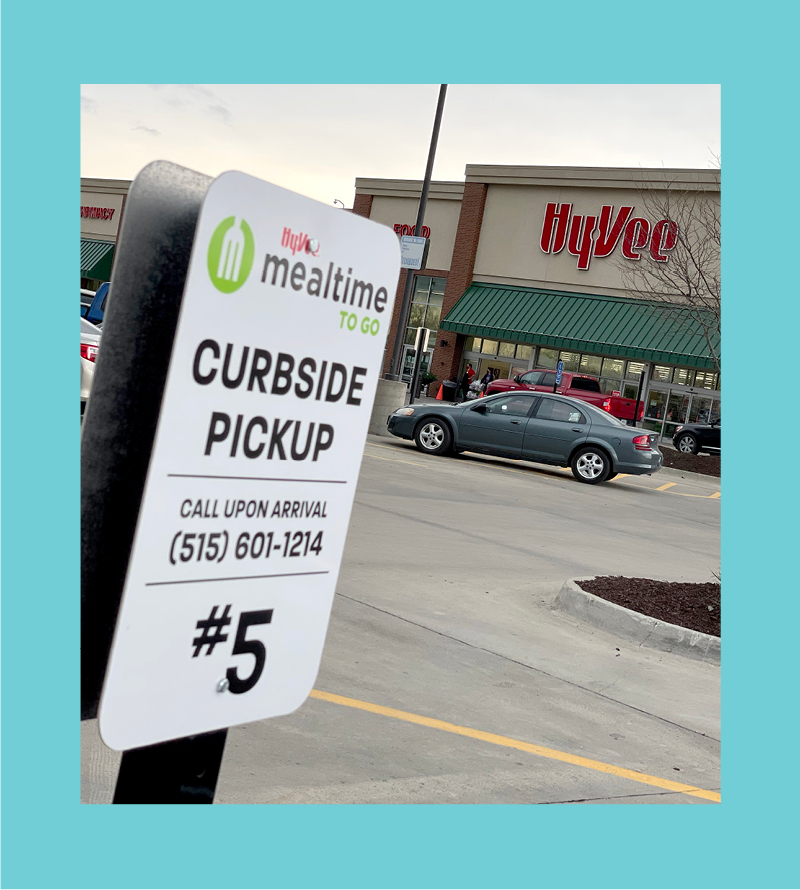 HyVee
mealtime
TO GO
CURBSIDE
PICKUP
CALL UPON ARRIVAL
(515) 601-1214
#5
HyVee